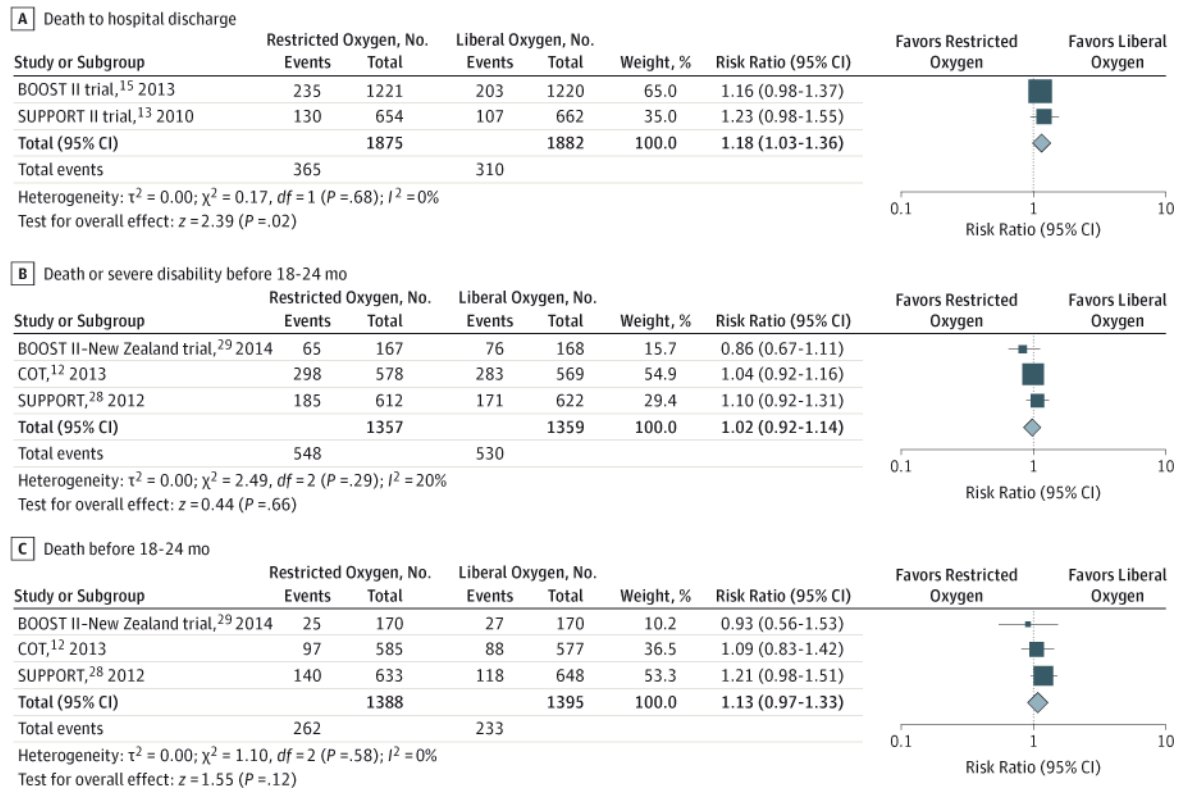 A Death to hospital discharge
Restricted Oxygen, No. Liberal Oxygen, No. Favors Restricted Oxygen Favors Liberal Oxygen
Study or Subgroup Events Total Events Total Weight, % Risk Ratio (95% CI)
BOOST II trial,15 2013 235 1221 203 1220 65.0 1.16 (0.98-1.37)
SUPPORT II trial,13 2010 130 654 107 662 35.0 1.23 (0.98-1.55)
Total (95% CI) 1875 1882 100.0 1.18 (1.03-1.36)
Total events 365 310
Heterogeneity: τ2 = 0.00; χ2 = 0.17, df = 1 (P = .68); I2 = 0%
Test for overall effect: z = 2.39 (P = .02)
0.1 1 10
Risk Ratio (95% CI)
B Death or severe disability before 18-24 mo
Restricted Oxygen, No. Liberal Oxygen, No. Favors Restricted Oxygen Favors Liberal Oxygen
Study or Subgroup Events Total Events Total Weight, % Risk Ratio (95% CI)
BOOST II–New Zealand trial,29 2014 65 167 76 168 15.7 0.86 (0.67-1.11)
COT,12 2013 298 578 283 569 54.9 1.04 (0.92-1.16)
SUPPORT,28 2012 185 612 171 622 29.4 1.10 (0.92-1.31)
Total (95% CI) 1357 1359 100.0 1.02 (0.92-1.14)
Total events 548 530
Heterogeneity: τ2 = 0.00; χ2 = 2.49, df = 2 (P = .29); I2 = 20%
Test for overall effect: z = 0.44 (P = .66)
0.1 1 10
Risk Ratio (95% CI)
C Death before 18-24 mo
Restricted Oxygen, No. Liberal Oxygen, No. Favors Restricted Oxygen Favors Liberal Oxygen
Study or Subgroup Events Total Events Total Weight, % Risk Ratio (95% CI)
BOOST II–New Zealand trial,29 2014 25 170 27 170 10.2 0.93 (0.56-1.53)
COT,12 2013 97 585 88 577 36.5 1.09 (0.83-1.42)
SUPPORT,28 2012 140 633 118 648 53.3 1.21 (0.98-1.51)
Total (95% CI) 1388 1395 100.0 1.13 (0.97-1.33)
Total events 262 233
Heterogeneity: τ2 = 0.00; χ2 = 1.10, df = 2 (P = .58); I2 = 0%
Test for overall effect: z = 1.55 (P = .12)
0.1 1 10
Risk Ratio (95% CI)